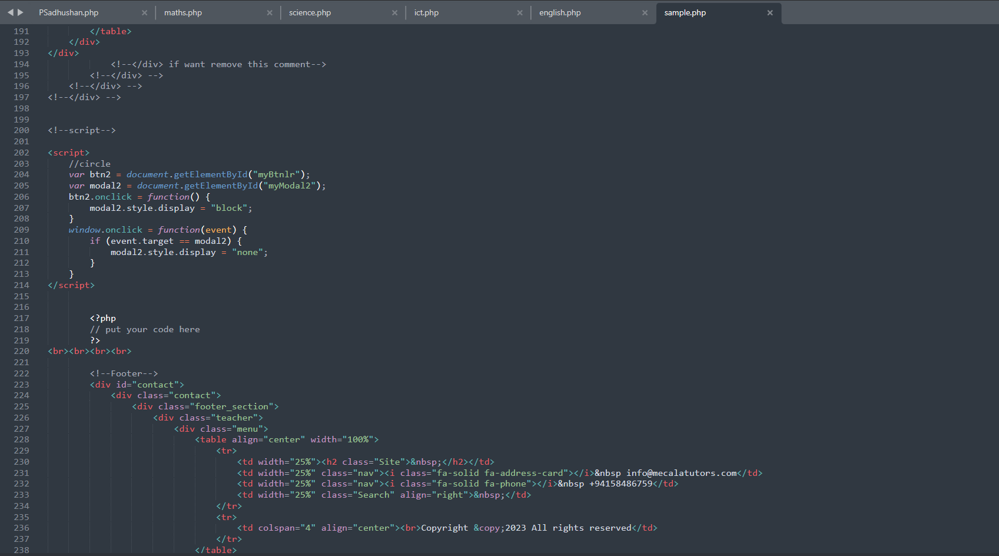 PSadhushan.php × maths.php × science.php × ict.php × english.php × sample.php ×
191 </table>
192 </div>
193 </div>
194 <!--</div> if want remove this comment-->
195 <!--</div> -->
196 <!--</div> -->
197 <!--</div> -->
198
199
200 <!--script-->
201
202 <script>
203 //circle
204 var btn2 = document.getElementById("myBtnlr");
205 var modal2 = document.getElementById("myModal2");
206 btn2.onclick = function() {
207 modal2.style.display = "block";
208 }
209 window.onclick = function(event) {
210 if (event.target == modal2) {
211 modal2.style.display = "none";
212 }
213 }
214 </script>
215
216
217 <?php
218 // put your code here
219 ?>
220 <br><br><br><br>
221
222 <!--Footer-->
223 <div id="contact">
224 <div class="contact">
225 <div class="footer_section">
226 <div class="teacher">
227 <div class="menu">
228 <table align="center" width="100%">
229 <tr>
230 <td width="25%"><h2 class="Site">&nbsp;</h2></td>
231 <td width="25%" class="nav"><i class="fa-solid fa-address-card"></i>&nbsp info@mecalatutors.com</td>
232 <td width="25%" class="nav"><i class="fa-solid fa-phone"></i>&nbsp +94158486759</td>
233 <td width="25%" class="Search" align="right">&nbsp;</td>
234 </tr>
235 <tr>
236 <td colspan="4" align="center"><br>Copyright &copy;2023 All rights reserved</td>
237 </tr>
238 </table>